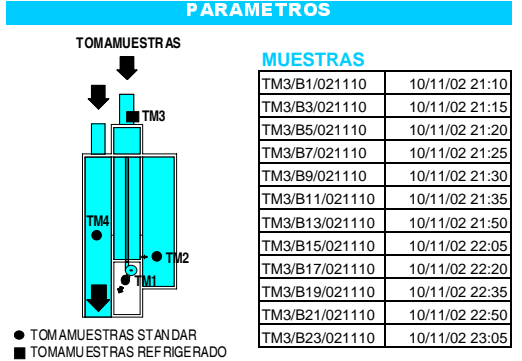 PARAMETROS
TOMAMUESTRAS
TM3
TM4
TM2
TM1
TOMAMUESTRAS STANDAR
TOMAMUESTRAS REFRIGERADO
MUESTRAS
TM3/B1/021110 10/11/02 21:10
TM3/B3/021110 10/11/02 21:15
TM3/B5/021110 10/11/02 21:20
TM3/B7/021110 10/11/02 21:25
TM3/B9/021110 10/11/02 21:30
TM3/B11/021110 10/11/02 21:35
TM3/B13/021110 10/11/02 21:50
TM3/B15/021110 10/11/02 22:05
TM3/B17/021110 10/11/02 22:20
TM3/B19/021110 10/11/02 22:35
TM3/B21/021110 10/11/02 22:50
TM3/B23/021110 10/11/02 23:05